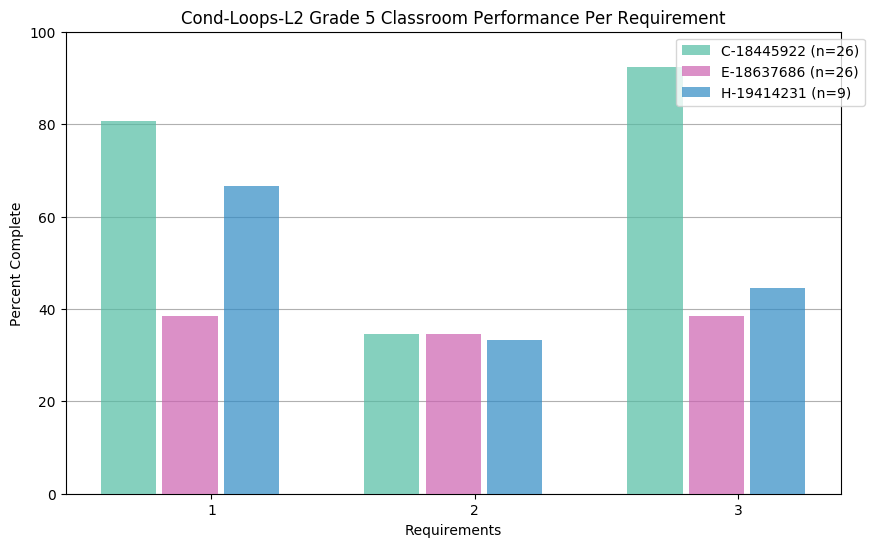 Cond-Loops-L2 Grade 5 Classroom Performance Per Requirement
100
C-18445922 (n=26)
E-18637686 (n=26)
H-19414231 (n=9)
80
60
40
20
0
Percent Complete
1 2 3
Requirements